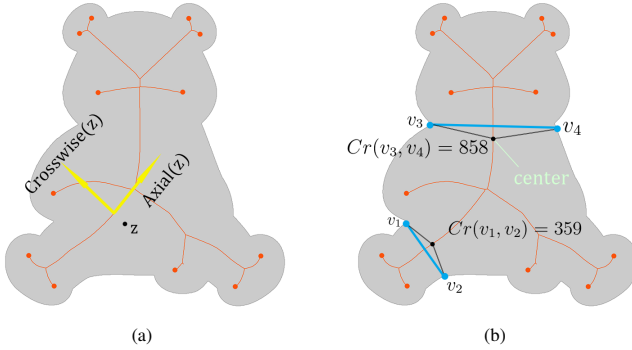 Crosswise(z)
Axial(z)
z
(a)
v₃
v₄
Cr(v₃, v₄) = 858
center
v₁
Cr(v₁, v₂) = 359
v₂
(b)